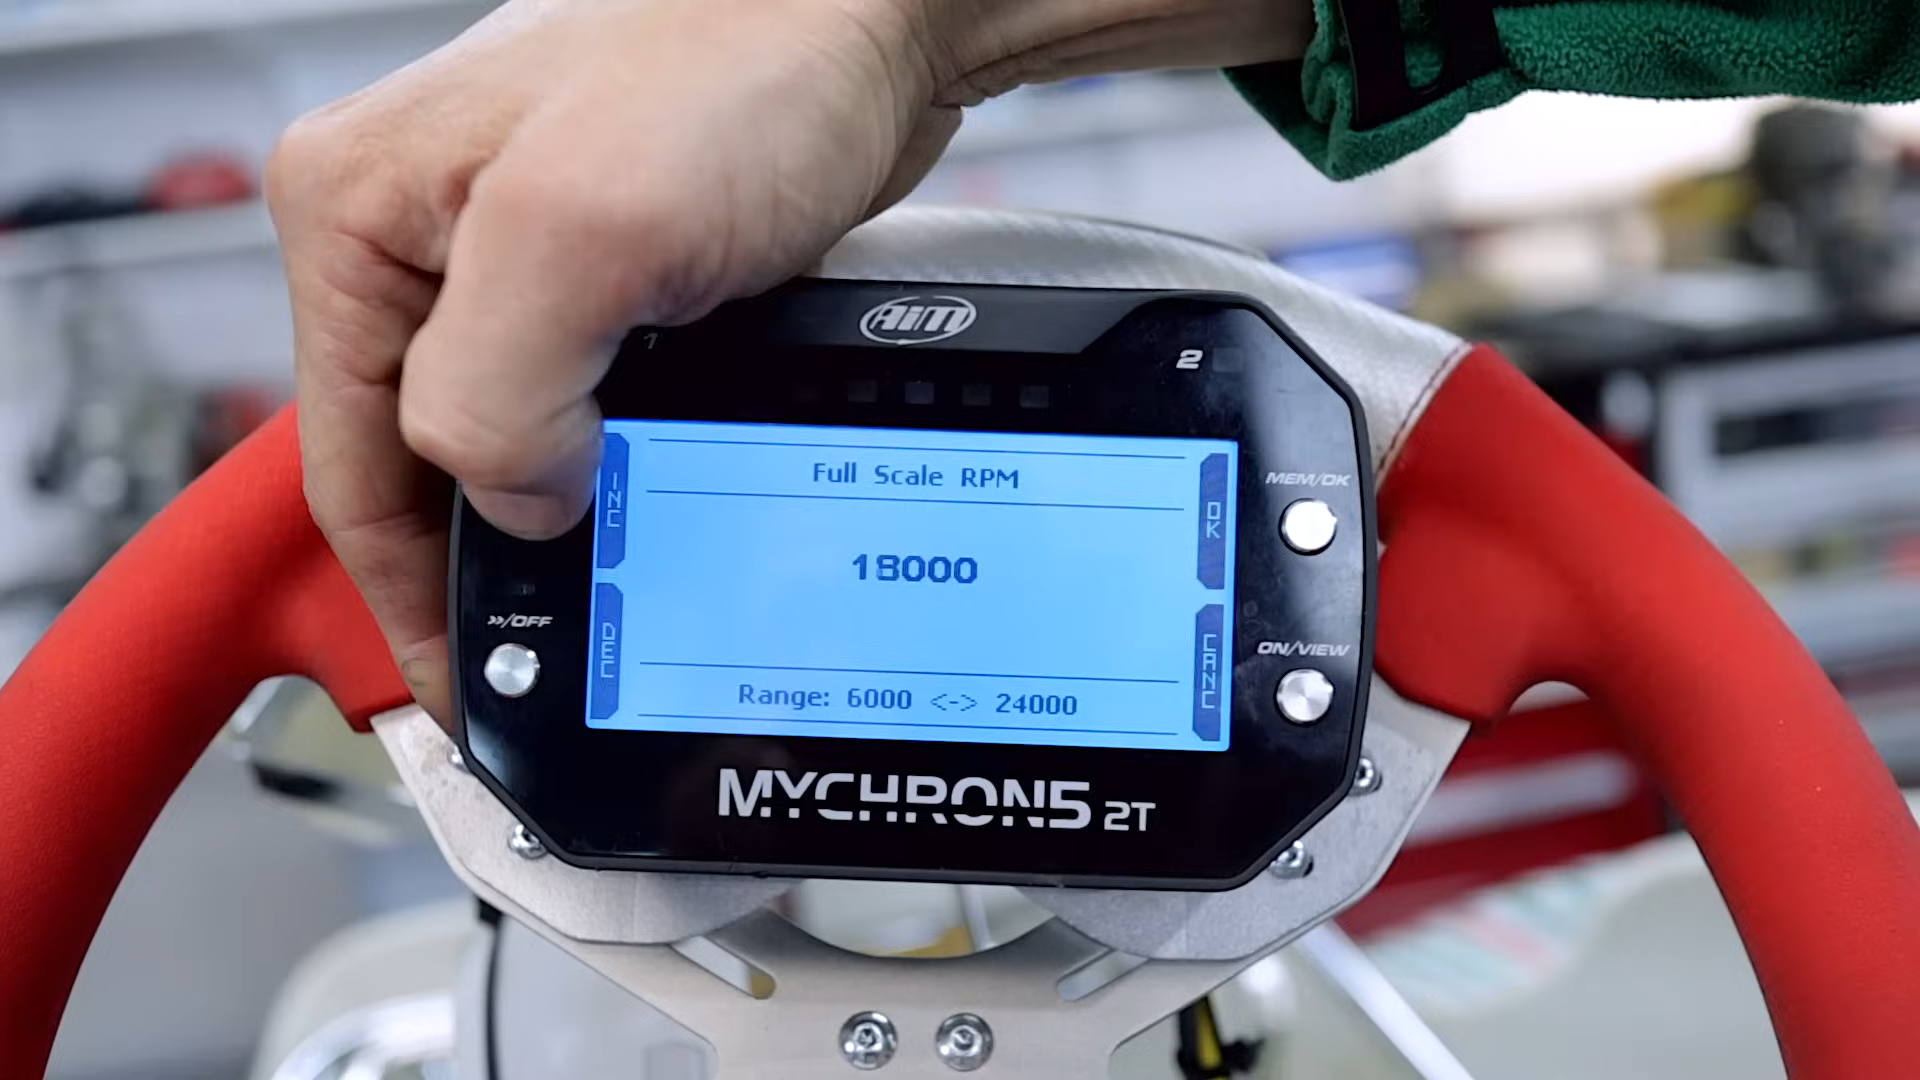 AiM
1
2
Full Scale RPM
INC
OK
MEM/OK
18000
»/OFF
DEC
CANC
ON/VIEW
Range: 6000 <-> 24000
MYCHRON5 2T